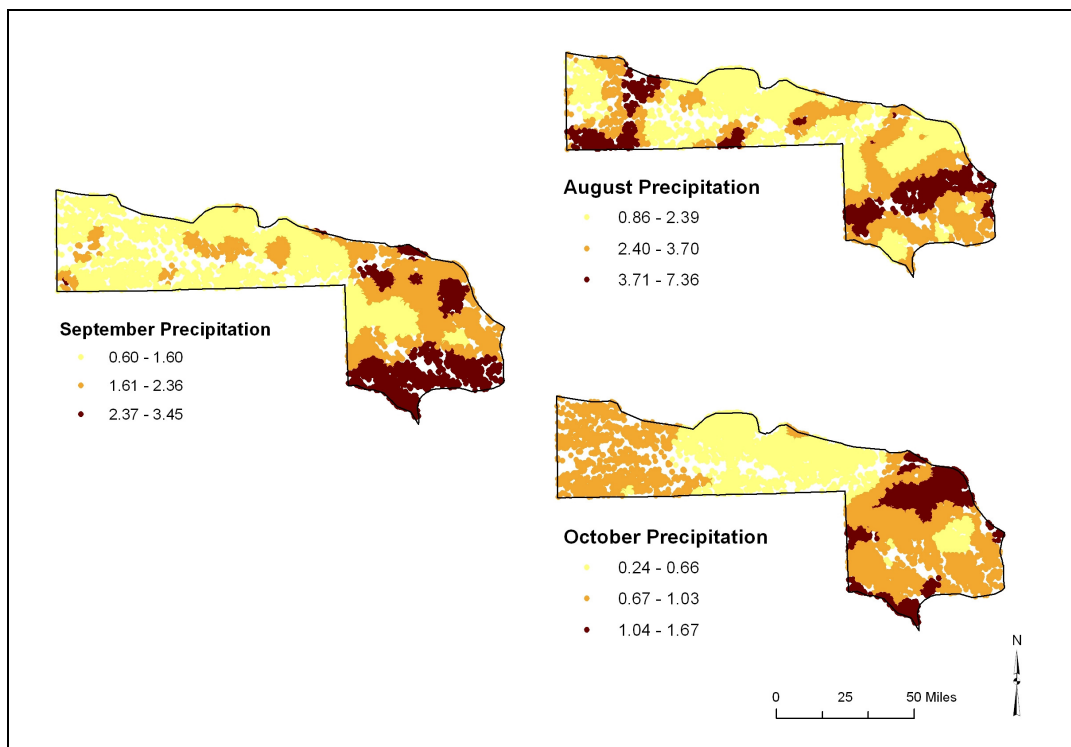 August Precipitation
0.86 - 2.39
2.40 - 3.70
3.71 - 7.36
September Precipitation
0.60 - 1.60
1.61 - 2.36
2.37 - 3.45
October Precipitation
0.24 - 0.66
0.67 - 1.03
1.04 - 1.67
N
0 25 50 Miles